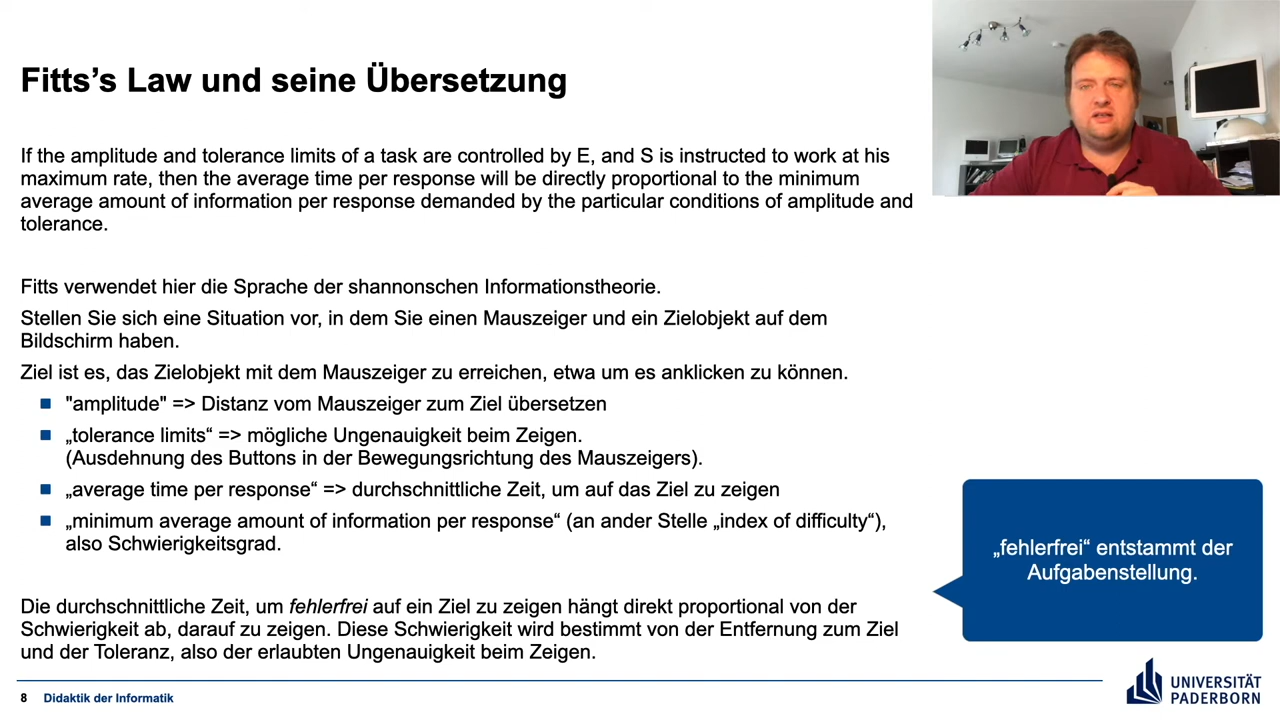 Fitts’s Law und seine Übersetzung
If the amplitude and tolerance limits of a task are controlled by E, and S is instructed to work at his
maximum rate, then the average time per response will be directly proportional to the minimum
average amount of information per response demanded by the particular conditions of amplitude and
tolerance.
Fitts verwendet hier die Sprache der shannonschen Informationstheorie.
Stellen Sie sich eine Situation vor, in dem Sie einen Mauszeiger und ein Zielobjekt auf dem
Bildschirm haben.
Ziel ist es, das Zielobjekt mit dem Mauszeiger zu erreichen, etwa um es anklicken zu können.
"amplitude" => Distanz vom Mauszeiger zum Ziel übersetzen
„tolerance limits“ => mögliche Ungenauigkeit beim Zeigen.
(Ausdehnung des Buttons in der Bewegungsrichtung des Mauszeigers).
„average time per response“ => durchschnittliche Zeit, um auf das Ziel zu zeigen
„minimum average amount of information per response“ (an ander Stelle „index of difficulty“),
also Schwierigkeitsgrad.
„fehlerfrei“ entstammt der
Aufgabenstellung.
Die durchschnittliche Zeit, um fehlerfrei auf ein Ziel zu zeigen hängt direkt proportional von der
Schwierigkeit ab, darauf zu zeigen. Diese Schwierigkeit wird bestimmt von der Entfernung zum Ziel
und der Toleranz, also der erlaubten Ungenauigkeit beim Zeigen.
8 Didaktik der Informatik
UNIVERSITÄT
PADERBORN